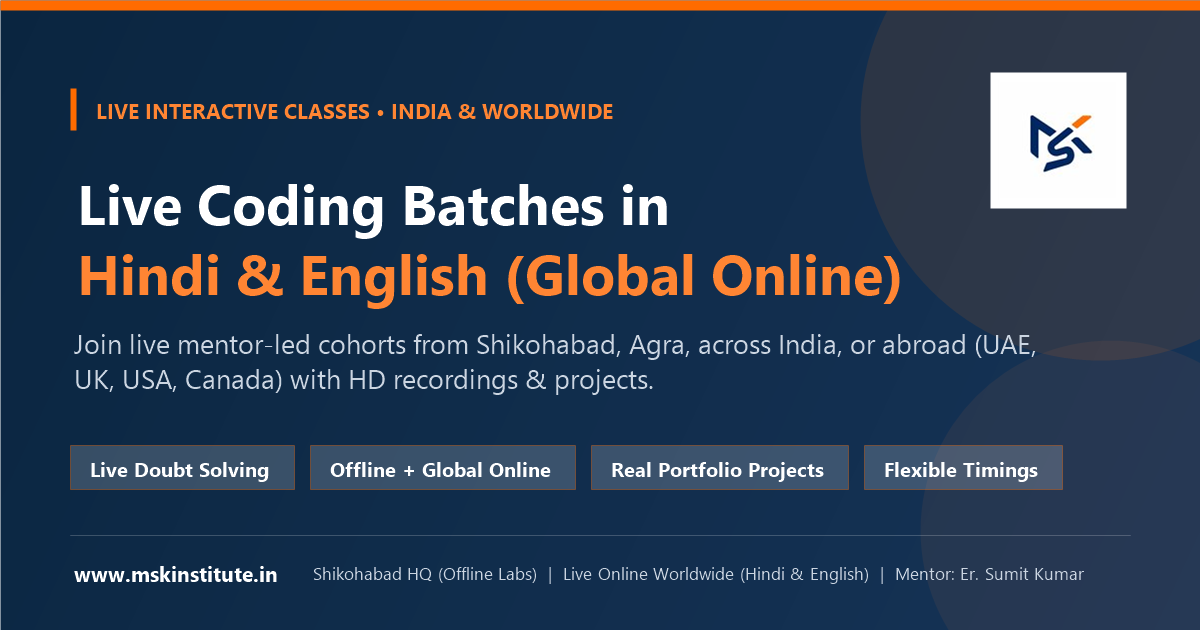 LIVE INTERACTIVE CLASSES • INDIA & WORLDWIDE
MSK
Live Coding Batches in
Hindi & English (Global Online)
Join live mentor-led cohorts from Shikohabad, Agra, across India, or abroad (UAE,
UK, USA, Canada) with HD recordings & projects.
Live Doubt Solving
Offline + Global Online
Real Portfolio Projects
Flexible Timings
www.mskinstitute.in
Shikohabad HQ (Offline Labs) | Live Online Worldwide (Hindi & English) | Mentor: Er. Sumit Kumar